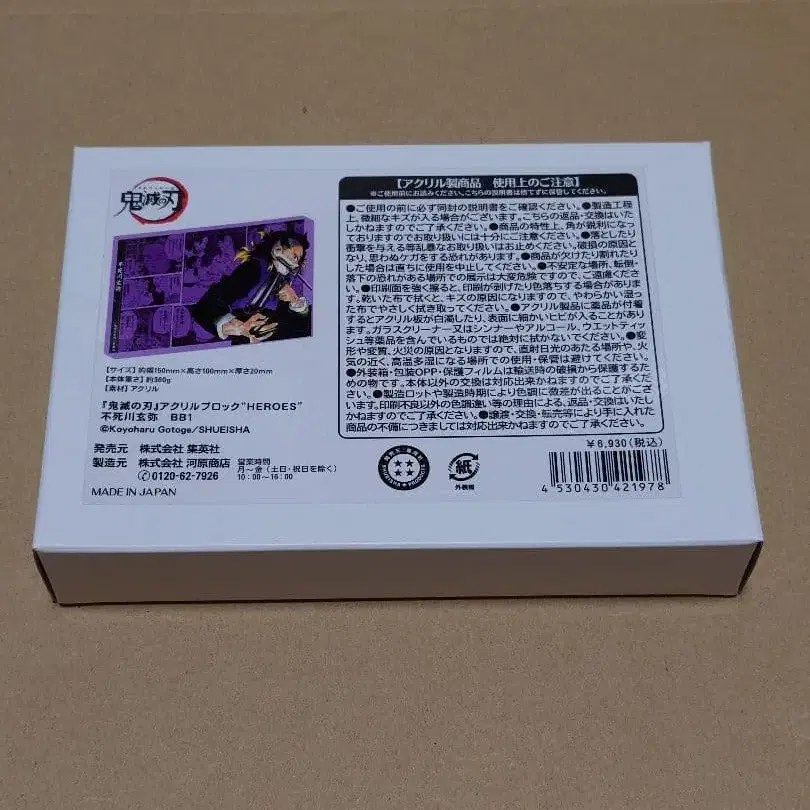 鬼滅の刃
不死川玄弥
【サイズ】約幅150mm×高さ100mm×厚さ20mm
【本体重さ】約360g
【素材】アクリル
『鬼滅の刃』アクリルブロック"HEROES"
不死川玄弥 BB1
©Koyoharu Gotoge/SHUEISHA
発売元 株式会社 集英社
製造元 株式会社 河原商店
営業時間
月~金(土日・祝日を除く)
10:00~16:00
0120-62-7926
MADE IN JAPAN
【アクリル製商品 使用上のご注意】
※ご使用前にお読みください。こちらの説明書は捨てずに保管してください。
●ご使用の前に必ず同封の説明書をご確認ください。●製造工程
上、微細なキズが入る場合がございます。こちらの返品・交換はいた
しかねますのでご了承ください。●商品の特性上、角が鋭利になっ
ておりますのでお取り扱いには十分にご注意ください。●落としたり
衝撃を与える等乱暴なお取り扱いはお止めください。破損の原因と
なり、思わぬケガをする恐れがあります。●商品が欠けたり割れたり
した場合は直ちに使用を中止してください。●不安定な場所、転倒・
落下の恐れがある場所での展示は大変危険ですので、ご遠慮くださ
い。●印刷面を強く擦ると、印刷が剥げたり色落ちする場合がありま
す。乾いた布で拭くと、キズの原因になりますので、やわらかい湿っ
た布でやさしく拭き取ってください。●アクリル製品に薬品が付着
するとアクリル板が白濁したり、表面に細かいヒビが入ることがあり
ます。ガラスクリーナー又はシンナーやアルコール、ウエットティッ
シュ等薬品を含んでいるものでは絶対に拭かないでください。●変
形や変質、火災の原因となりますので、直射日光のあたる場所や、火
気の近く、高温多湿になる場所での使用・保管は避けてください。
●外装箱・包装OPP・保護フィルムは輸送時の破損から保護するた
めの物です。本体以外の交換は対応出来かねますのでご了承くださ
い。●製造ロットや製造時期により色調に微差が出ることがござ
います。印刷不良以外の色調違い等の理由による、返品・交換はいたし
かねますのでご了承ください。●譲渡・交換・転売等により手に入れた
商品の不備につきましては対応出来かねますのでご了承ください。
¥6,930(税込)
紙
外装箱
4 530430 421978